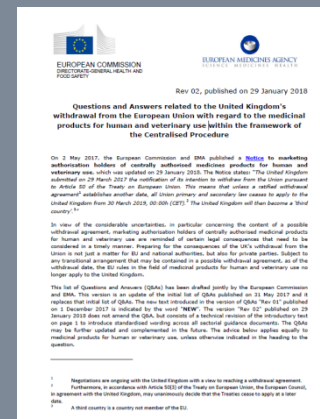 EUROPEAN COMMISSION
DIRECTORATE-GENERAL HEALTH AND
FOOD SAFETY
EUROPEAN MEDICINES AGENCY
SCIENCE MEDICINES HEALTH
Rev 02, published on 29 January 2018
Questions and Answers related to the United Kingdom's
withdrawal from the European Union with regard to the medicinal
products for human and veterinary use within the framework of
the Centralised Procedure
On 2 May 2017, the European Commission and EMA published a Notice to marketing
authorisation holders of centrally authorised medicines products for human and
veterinary use, which was updated on 29 January 2018. The Notice states: "The United Kingdom
submitted on 29 March 2017 the notification of its intention to withdraw from the Union pursuant
to Article 50 of the Treaty on European Union. This means that unless a ratified withdrawal
agreement¹ establishes another date, all Union primary and secondary law ceases to apply to the
United Kingdom from 30 March 2019, 00:00h (CET).² The United Kingdom will then become a 'third
country'.³"
In view of the considerable uncertainties, in particular concerning the content of a possible
withdrawal agreement, marketing authorisation holders of centrally authorised medicinal products
for human and veterinary use are reminded of certain legal consequences that need to be
considered in a timely manner. Preparing for the consequences of the UK's withdrawal from the
Union is not just a matter for EU and national authorities, but also for private parties. Subject to
any transitional arrangement that may be contained in a possible withdrawal agreement, as of the
withdrawal date, the EU rules in the field of medicinal products for human and veterinary use no
longer apply to the United Kingdom.
This list of Questions and Answers (Q&As) has been drafted jointly by the European Commission
and EMA. This version is an update of the initial list of Q&As published on 31 May 2017 and it
replaces that initial list of Q&As. The new text introduced in the version of Q&As "Rev 01" published
on 1 December 2017 is indicated by the word "NEW". The version "Rev 02" published on 29
January 2018 does not amend the Q&A, but consists of a technical revision of the introductory text
on page 1 to introduce standardised wording across all sectorial guidance documents. The Q&As
may be further updated and complemented in the future. The advice below applies equally to
medicinal products for human or veterinary use, unless otherwise indicated in the heading to the
question.
1 Negotiations are ongoing with the United Kingdom with a view to reaching a withdrawal agreement.
2 Furthermore, in accordance with Article 50(3) of the Treaty on European Union, the European Council,
in agreement with the United Kingdom, may unanimously decide that the Treaties cease to apply at a later
date.
3 A third country is a country not member of the EU.